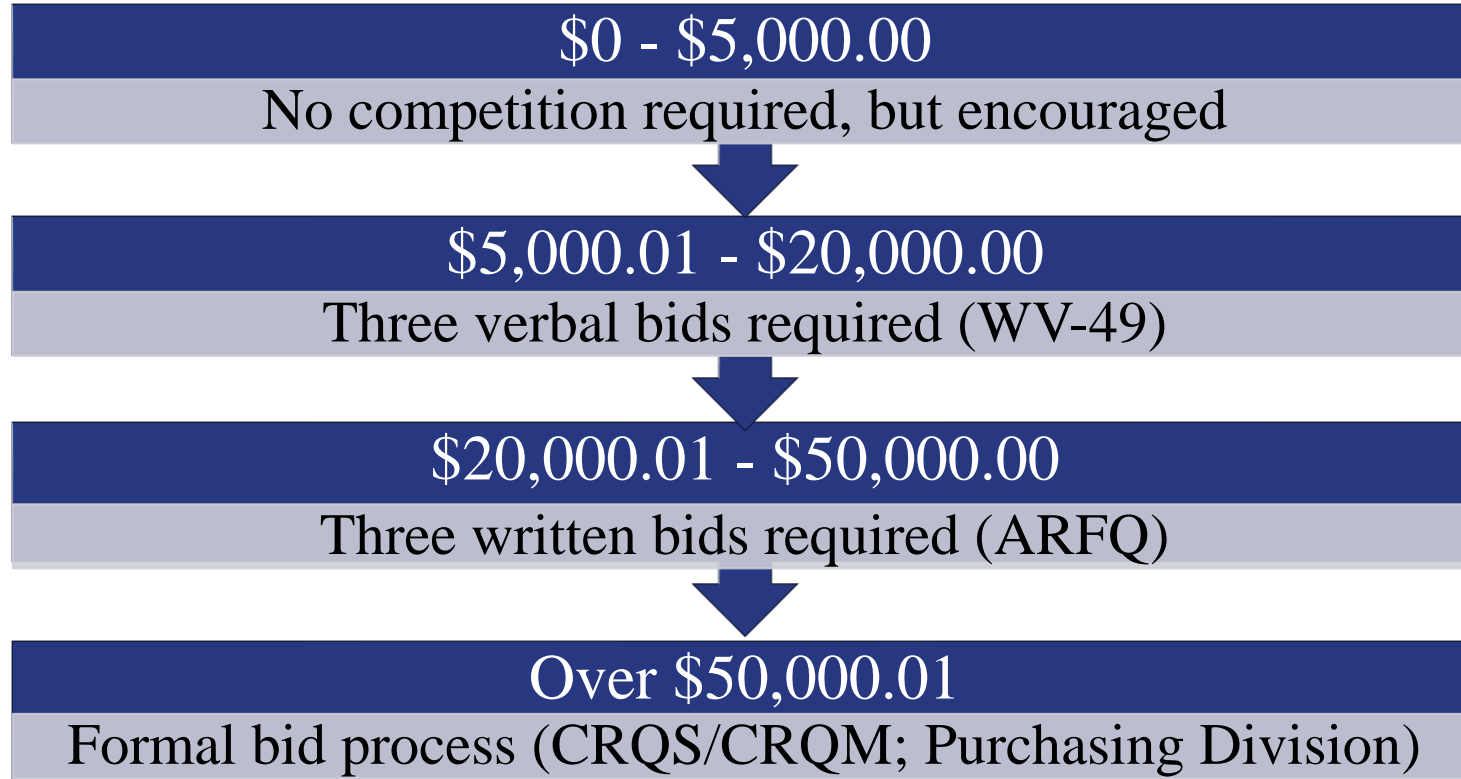 $0 - $5,000.00
No competition required, but encouraged
$5,000.01 - $20,000.00
Three verbal bids required (WV-49)
$20,000.01 - $50,000.00
Three written bids required (ARFQ)
Over $50,000.01
Formal bid process (CRQS/CRQM; Purchasing Division)